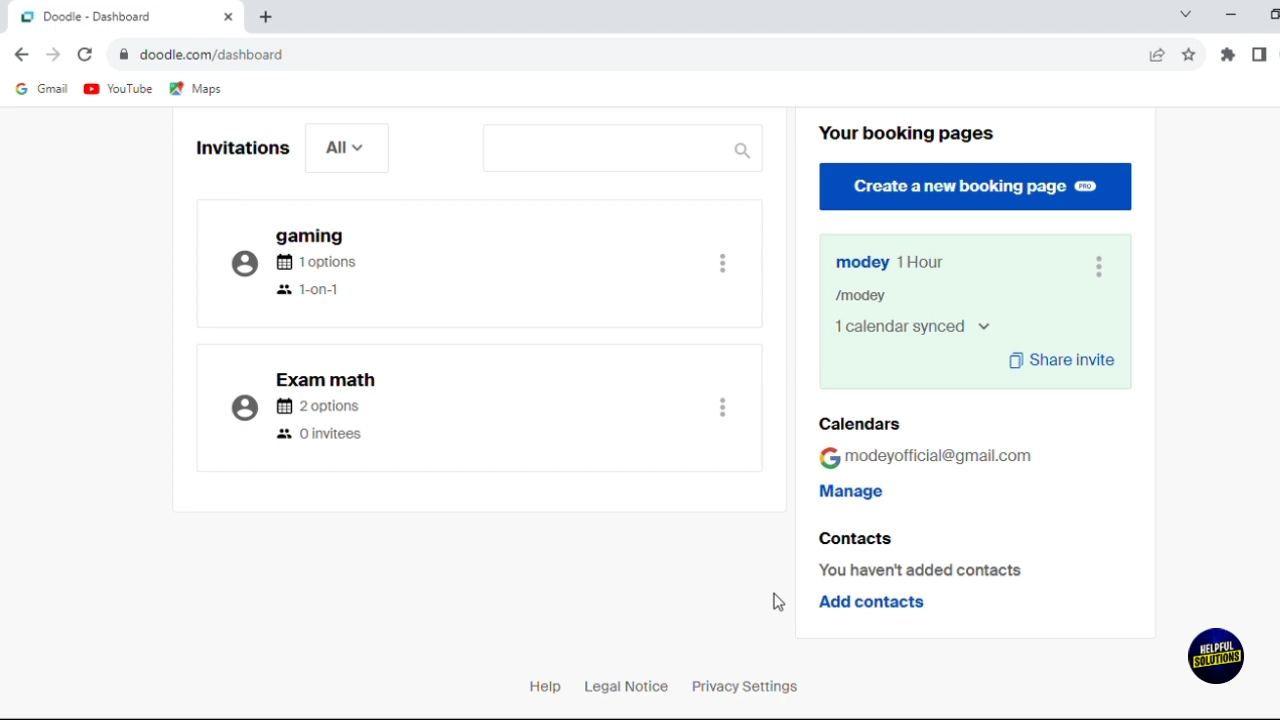 Doodle - Dashboard
doodle.com/dashboard
Gmail
YouTube
Maps
Invitations
All
gaming
1 options
1-on-1
Exam math
2 options
0 invitees
Your booking pages
Create a new booking page PRO
modey 1 Hour
/modey
1 calendar synced
Share invite
Calendars
modeyofficial@gmail.com
Manage
Contacts
You haven't added contacts
Add contacts
HELPFUL
SOLUTIONS
Help
Legal Notice
Privacy Settings